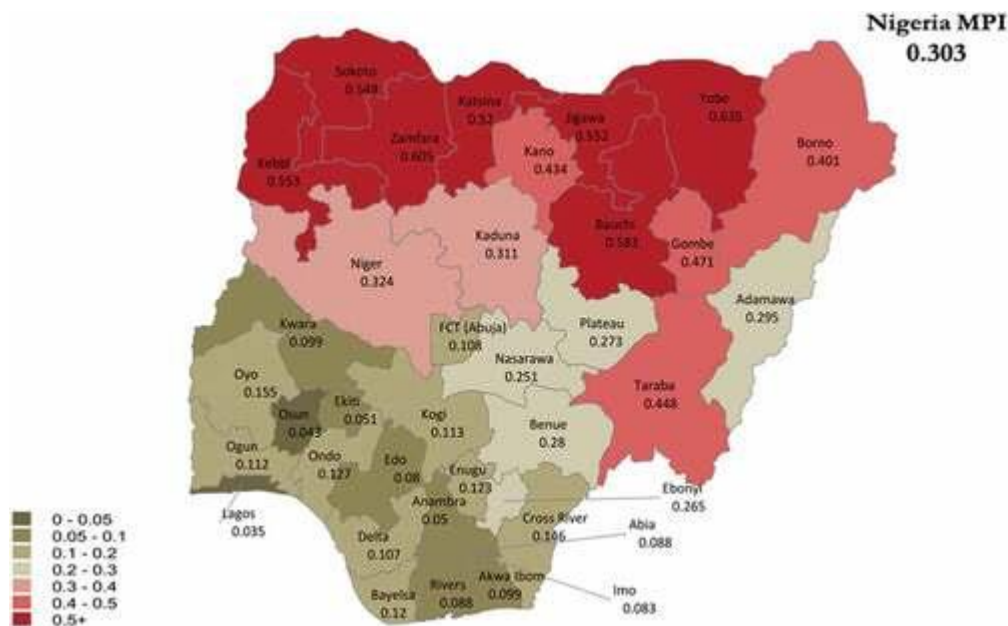 Nigeria MPI
0.303
Sokoto
0.548
Katsina
0.52
Jigawa
0.552
Yobe
0.635
Zamfara
0.605
Kano
0.434
Borno
0.401
Kebbi
0.553
Bauchi
0.583
Kaduna
0.311
Gombe
0.471
Niger
0.324
Adamawa
0.295
Kwara
0.099
FCT (Abuja)
0.108
Plateau
0.273
Nasarawa
0.251
Oyo
0.155
Ekiti
0.051
Taraba
0.448
Osun
0.043
Kogi
0.113
Benue
0.28
Ogun
0.112
Ondo
0.127
Edo
0.08
Enugu
0.123
Ebonyi
0.265
Anambra
0.05
Lagos
0.035
Cross River
0.146
Abia
0.088
Delta
0.107
Akwa Ibom
0.099
Rivers
0.088
Imo
0.083
Bayelsa
0.12
0 - 0.05
0.05 - 0.1
0.1 - 0.2
0.2 - 0.3
0.3 - 0.4
0.4 - 0.5
0.5+